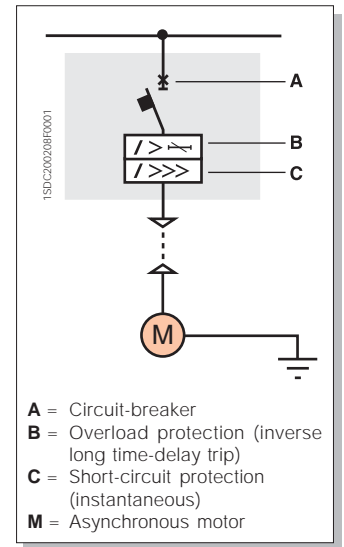 A
1SDC200208F0001
I >
B
I >>>
C
M
A = Circuit-breaker
B = Overload protection (inverse
long time-delay trip)
C = Short-circuit protection
(instantaneous)
M = Asynchronous motor